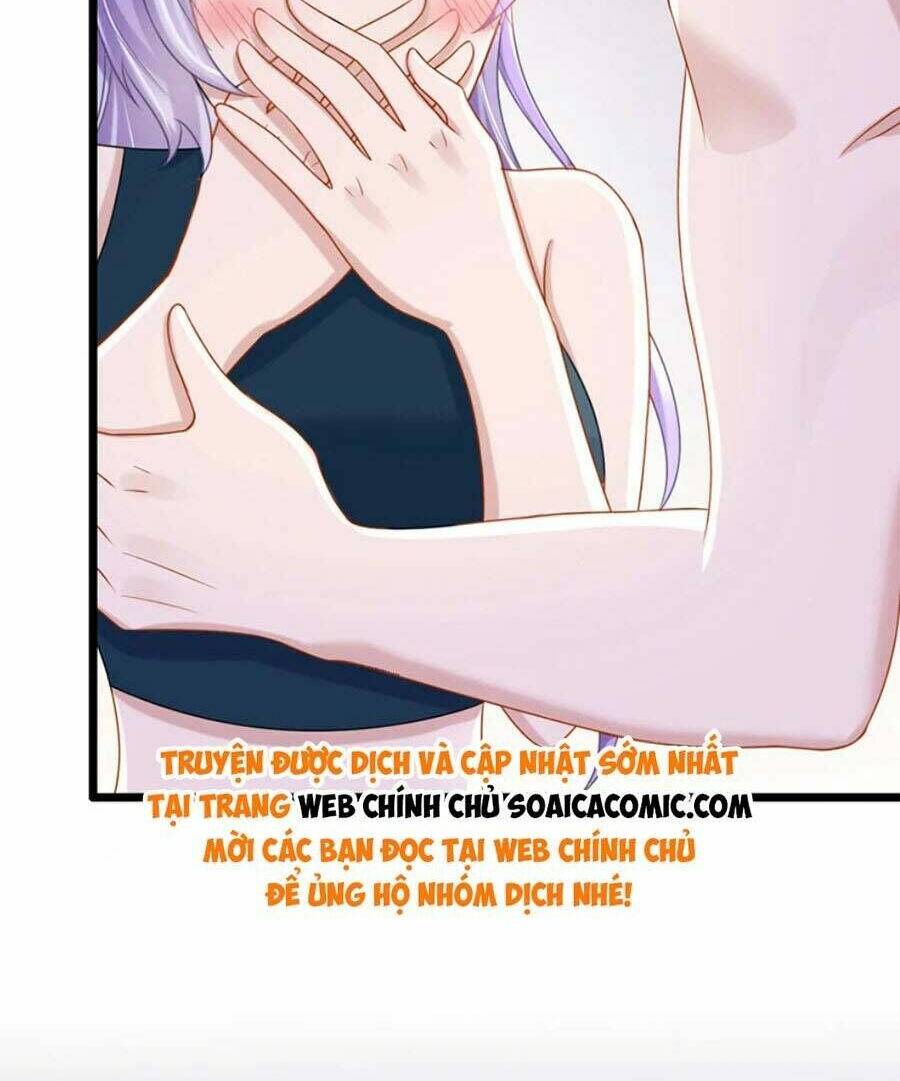 TRUYỆN ĐƯỢC DỊCH VÀ CẬP NHẬT SỚM NHẤT
TẠI TRANG WEB CHÍNH CHỦ SOAICACOMIC.COM
MỜI CÁC BẠN ĐỌC TẠI WEB CHÍNH CHỦ
ĐỂ ỦNG HỘ NHÓM DỊCH NHÉ!